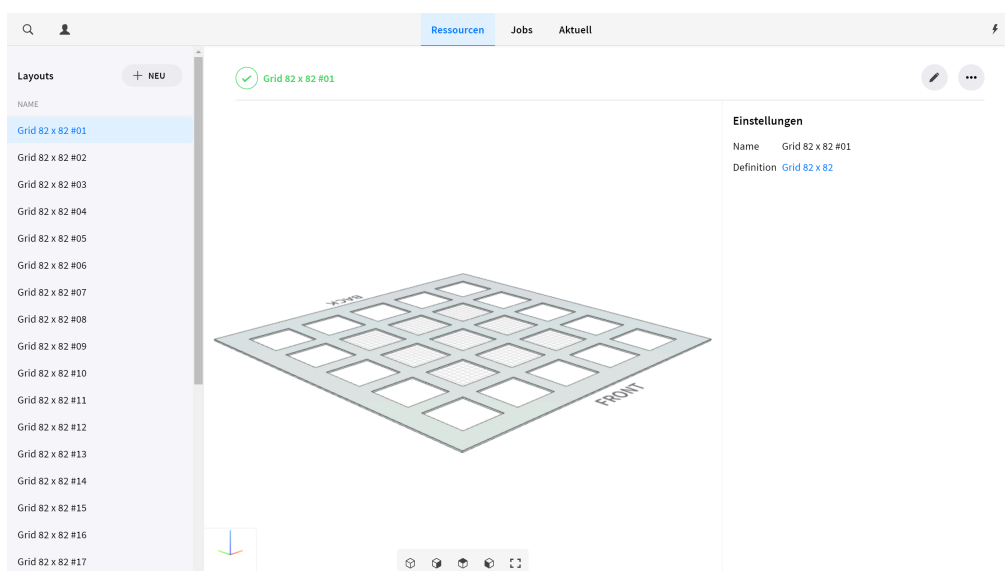 Ressourcen Jobs Aktuell
Layouts + NEU
NAME
Grid 82 x 82 #01
Grid 82 x 82 #02
Grid 82 x 82 #03
Grid 82 x 82 #04
Grid 82 x 82 #05
Grid 82 x 82 #06
Grid 82 x 82 #07
Grid 82 x 82 #08
Grid 82 x 82 #09
Grid 82 x 82 #10
Grid 82 x 82 #11
Grid 82 x 82 #12
Grid 82 x 82 #13
Grid 82 x 82 #14
Grid 82 x 82 #15
Grid 82 x 82 #16
Grid 82 x 82 #17
Grid 82 x 82 #01
BACK
FRONT
Einstellungen
Name Grid 82 x 82 #01
Definition Grid 82 x 82